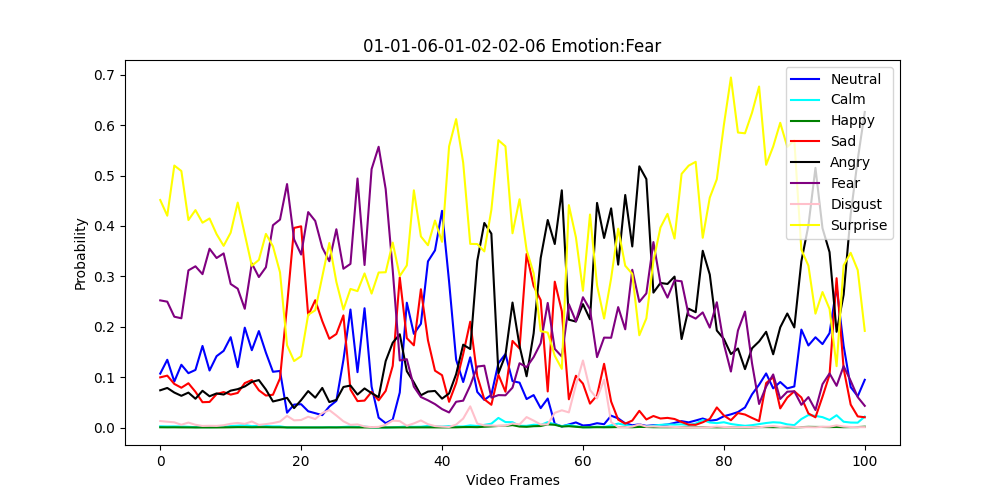 01-01-06-01-02-02-06 Emotion:Fear
Neutral
Calm
Happy
Sad
Angry
Fear
Disgust
Surprise
Probability
0.7
0.6
0.5
0.4
0.3
0.2
0.1
0.0
0 20 40 60 80 100
Video Frames